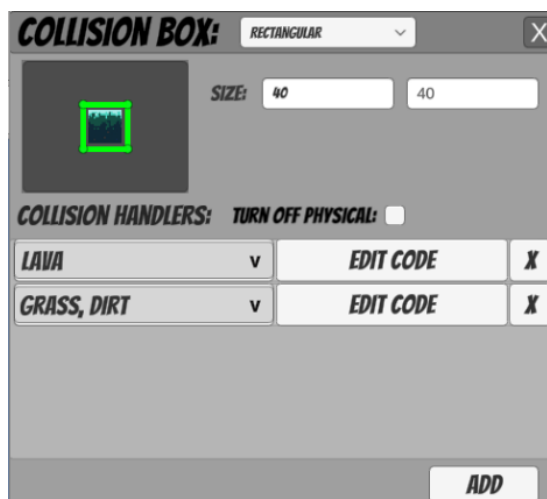 COLLISION BOX: RECTANGULAR X
SIZE: 40 40
COLLISION HANDLERS: TURN OFF PHYSICAL:
LAVA v EDIT CODE X
GRASS, DIRT v EDIT CODE X
ADD